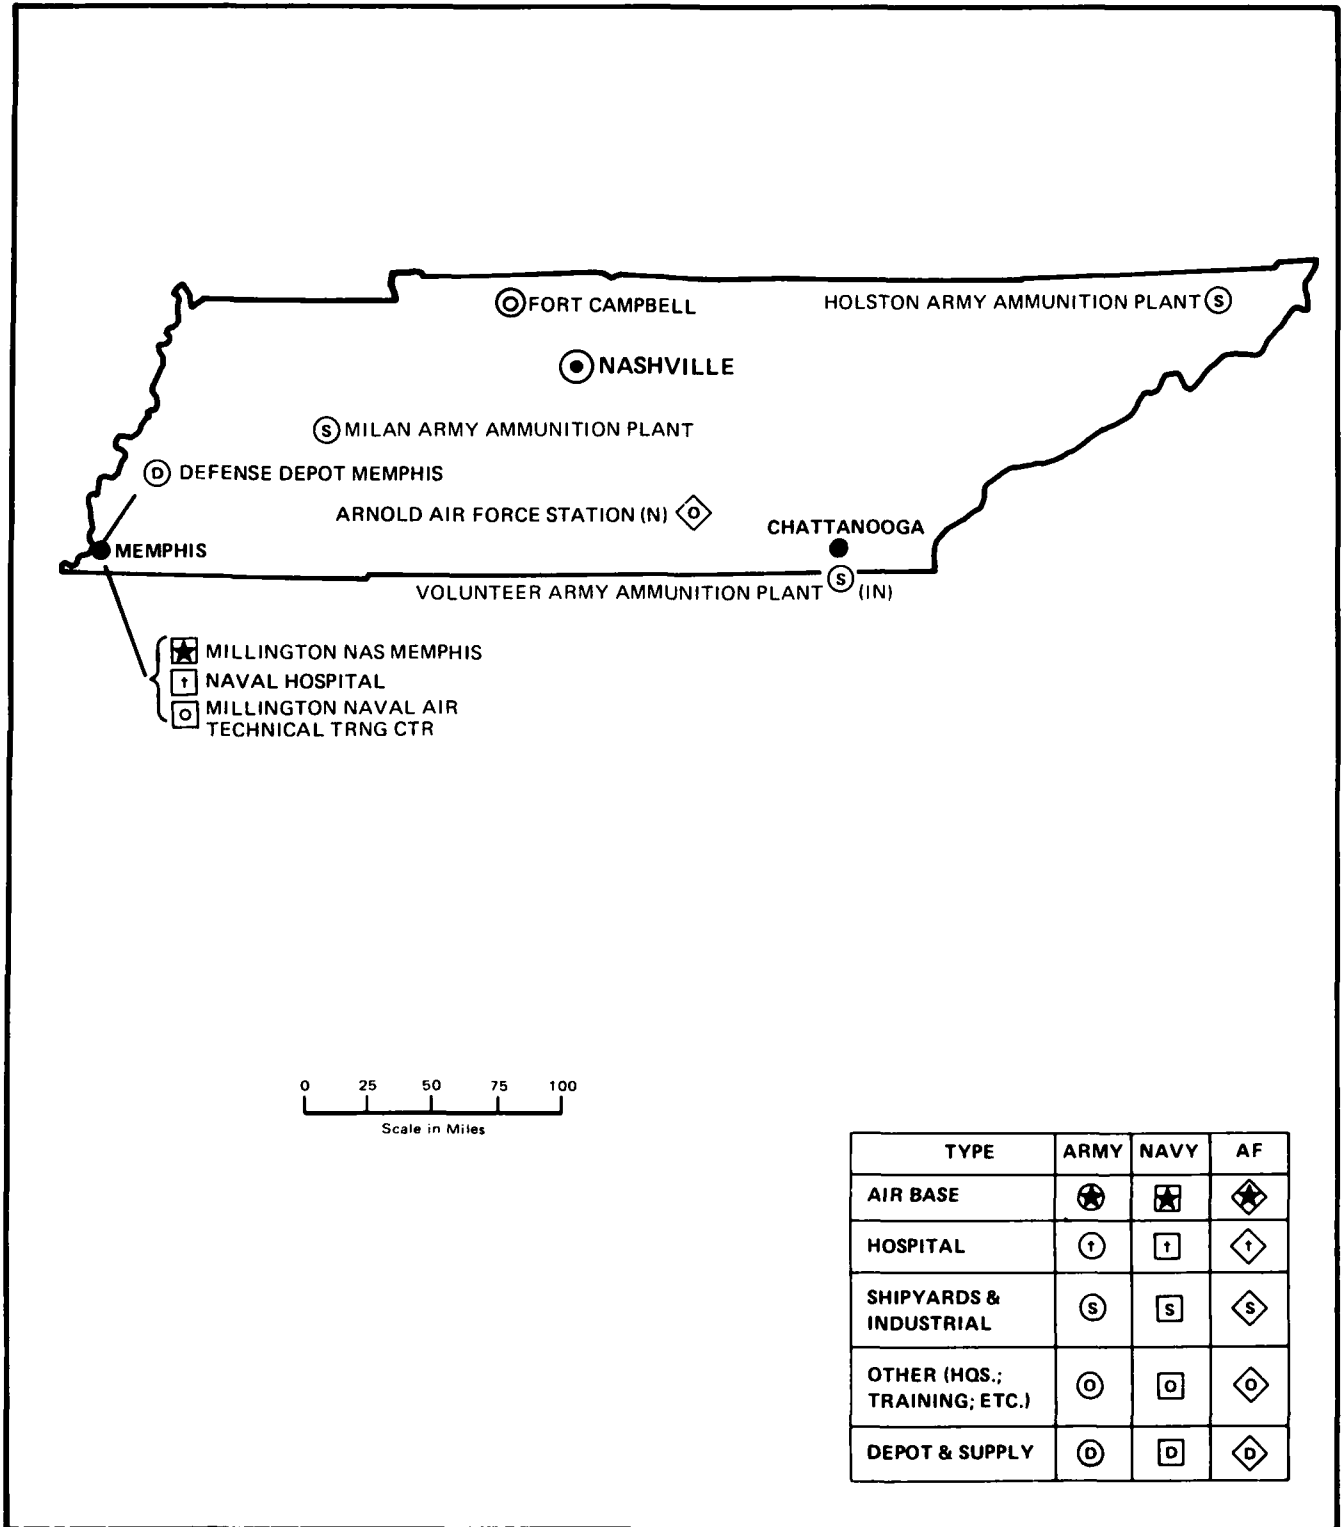 FORT CAMPBELL
HOLSTON ARMY AMMUNITION PLANT S
NASHVILLE
S MILAN ARMY AMMUNITION PLANT
D DEFENSE DEPOT MEMPHIS
ARNOLD AIR FORCE STATION (N) O
CHATTANOOGA
MEMPHIS
VOLUNTEER ARMY AMMUNITION PLANT S (IN)
MILLINGTON NAS MEMPHIS
† NAVAL HOSPITAL
O MILLINGTON NAVAL AIR
TECHNICAL TRNG CTR
0 25 50 75 100
Scale in Miles
TYPE ARMY NAVY AF
AIR BASE
HOSPITAL † † †
SHIPYARDS &
INDUSTRIAL S S S
OTHER (HQS.;
TRAINING; ETC.) O O O
DEPOT & SUPPLY D D D